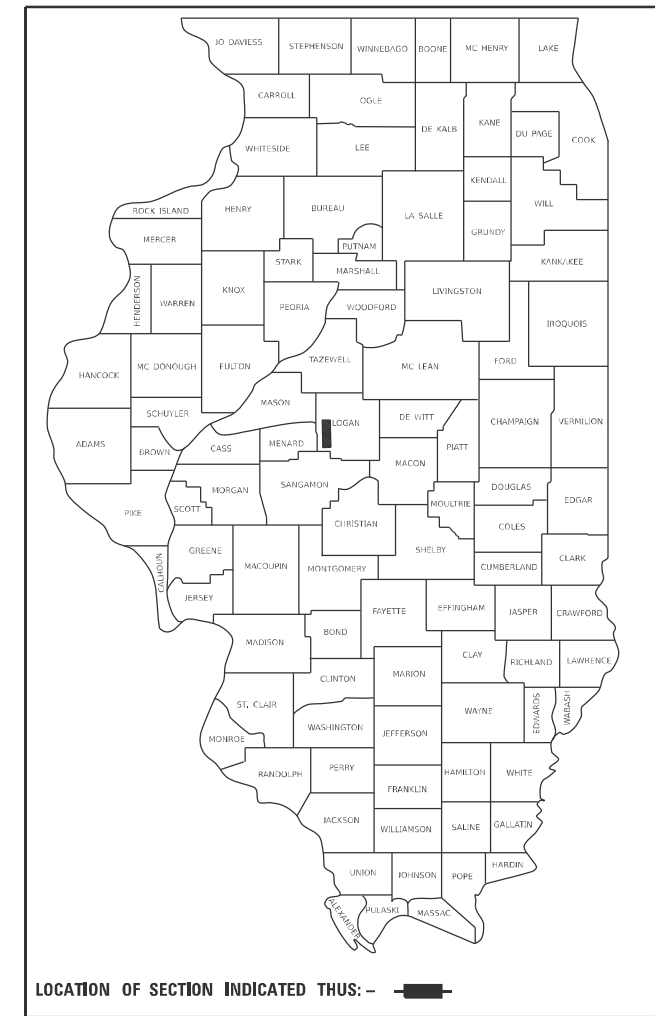 JO DAVIESS STEPHENSON WINNEBAGO BOONE MC HENRY LAKE
CARROLL
OGLE
DE KALB
KANE
DU PAGE
COOK
WHITESIDE
LEE
KENDALL
WILL
ROCK ISLAND
HENRY
BUREAU
LA SALLE
GRUNDY
MERCER
PUTNAM
STARK
MARSHALL
KANKAKEE
HENDERSON
WARREN
KNOX
PEORIA
WOODFORD
LIVINGSTON
IROQUOIS
HANCOCK
MC DONOUGH
FULTON
TAZEWELL
MC LEAN
FORD
MASON
SCHUYLER
LOGAN
DE WITT
CHAMPAIGN
VERMILION
ADAMS
BROWN
CASS
MENARD
PIATT
MACON
SANGAMON
MORGAN
DOUGLAS
EDGAR
PIKE
SCOTT
CHRISTIAN
MOULTRIE
COLES
GREENE
MACOUPIN
MONTGOMERY
SHELBY
CUMBERLAND
CLARK
CALHOUN
JERSEY
FAYETTE
EFFINGHAM
JASPER
CRAWFORD
MADISON
BOND
CLAY
RICHLAND
LAWRENCE
CLINTON
MARION
ST. CLAIR
WAYNE
EDWARDS
WABASH
WASHINGTON
JEFFERSON
MONROE
RANDOLPH
PERRY
HAMILTON
WHITE
FRANKLIN
JACKSON
WILLIAMSON
SALINE
GALLATIN
UNION
JOHNSON
POPE
HARDIN
ALEXANDER
PULASKI
MASSAC
LOCATION OF SECTION INDICATED THUS: –